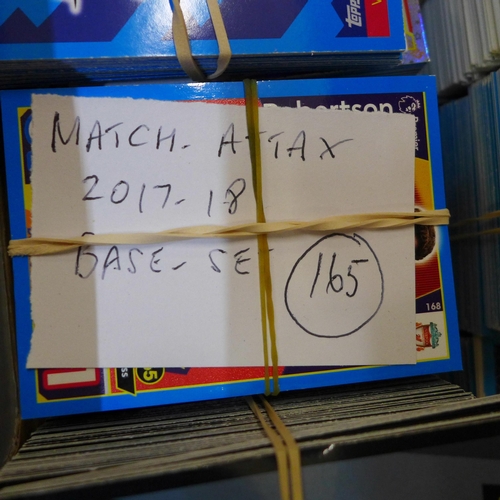 topps
Robertson
MATCH- ATTAX
2017-18
BASE- SET
165
168